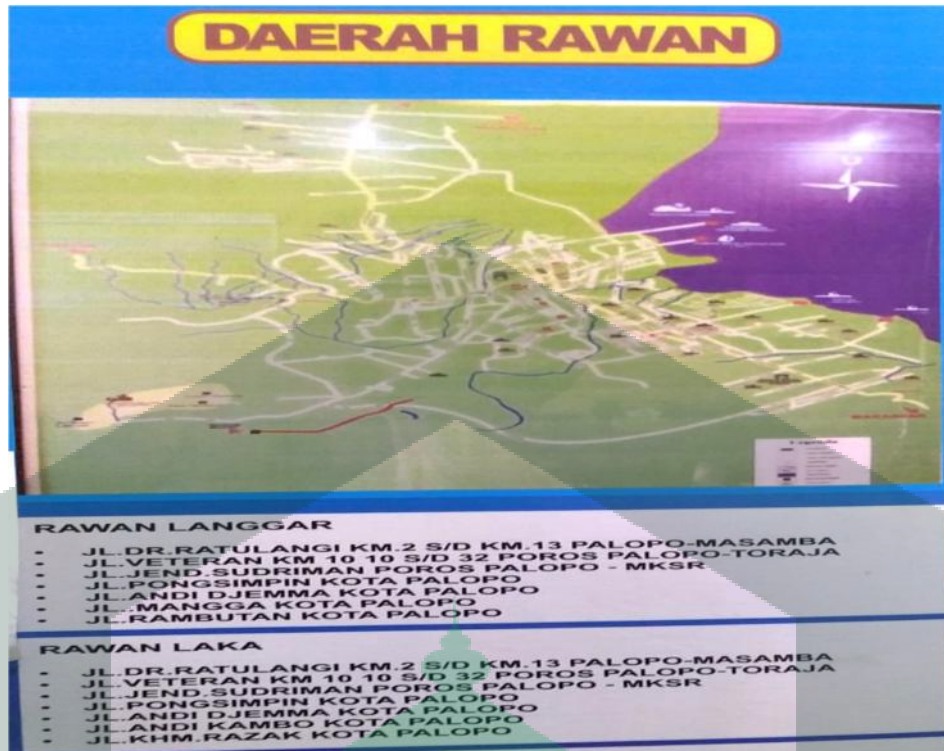 DAERAH RAWAN
RAWAN LANGGAR
• JL.DR.RATULANGI KM.2 S/D KM.13 PALOPO-MASAMBA
• JL.VETERAN KM 10 10 S/D 32 POROS PALOPO-TORAJA
• JL.JEND.SUDRIMAN POROS PALOPO - MKSR
• JL.PONGSIMPIN KOTA PALOPO
• JL.ANDI DJEMMA KOTA PALOPO
• JL.MANGGA KOTA PALOPO
• JL.RAMBUTAN KOTA PALOPO
RAWAN LAKA
• JL.DR.RATULANGI KM.2 S/D KM.13 PALOPO-MASAMBA
• JL.VETERAN KM 10 10 S/D 32 POROS PALOPO-TORAJA
• JL.JEND.SUDRIMAN POROS PALOPO - MKSR
• JL.PONGSIMPIN KOTA PALOPO
• JL.ANDI DJEMMA KOTA PALOPO
• JL.ANDI KAMBO KOTA PALOPO
• JL.KHM.RAZAK KOTA PALOPO